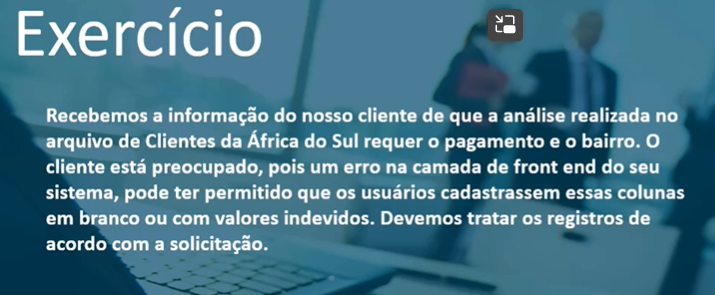 Exercício
Recebemos a informação do nosso cliente de que a análise realizada no
arquivo de Clientes da África do Sul requer o pagamento e o bairro. O
cliente está preocupado, pois um erro na camada de front end do seu
sistema, pode ter permitido que os usuários cadastrassem essas colunas
em branco ou com valores indevidos. Devemos tratar os registros de
acordo com a solicitação.